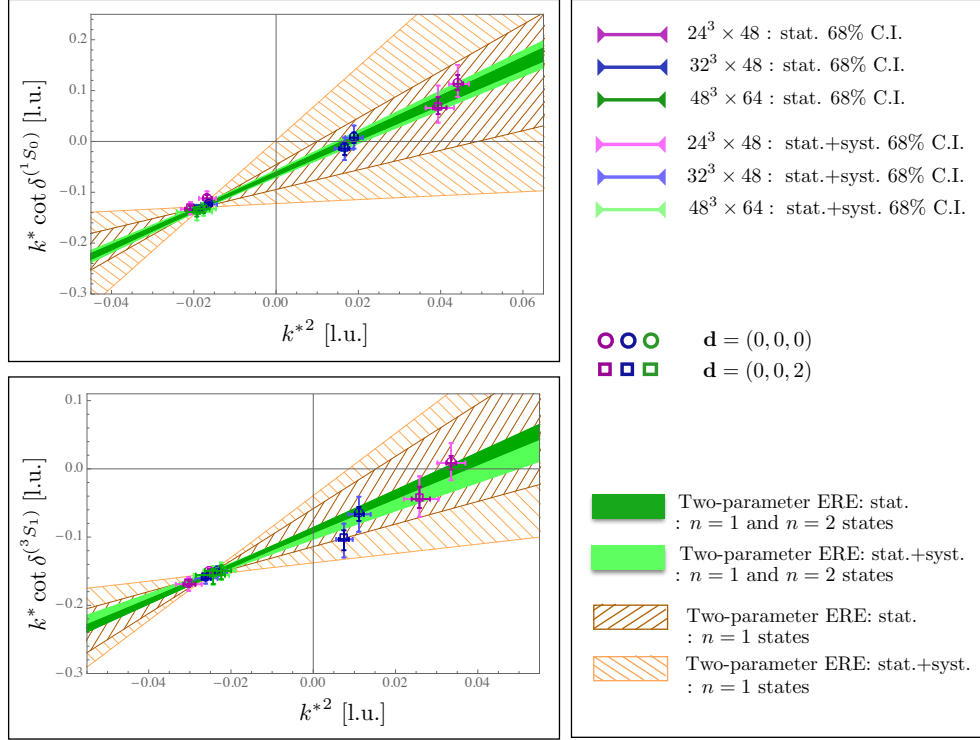 k* cot δ(¹S₀) [l.u.]
0.2
0.1
0.0
−0.1
−0.2
−0.3
−0.04
−0.02
0.00
0.02
0.04
0.06
k*² [l.u.]
k* cot δ(³S₁) [l.u.]
0.1
0.0
−0.1
−0.2
−0.3
−0.04
−0.02
0.00
0.02
0.04
k*² [l.u.]
24³ × 48 : stat. 68% C.I.
32³ × 48 : stat. 68% C.I.
48³ × 64 : stat. 68% C.I.
24³ × 48 : stat.+syst. 68% C.I.
32³ × 48 : stat.+syst. 68% C.I.
48³ × 64 : stat.+syst. 68% C.I.
d = (0, 0, 0)
d = (0, 0, 2)
Two-parameter ERE: stat.
: n = 1 and n = 2 states
Two-parameter ERE: stat.+syst.
: n = 1 and n = 2 states
Two-parameter ERE: stat.
: n = 1 states
Two-parameter ERE: stat.+syst.
: n = 1 states